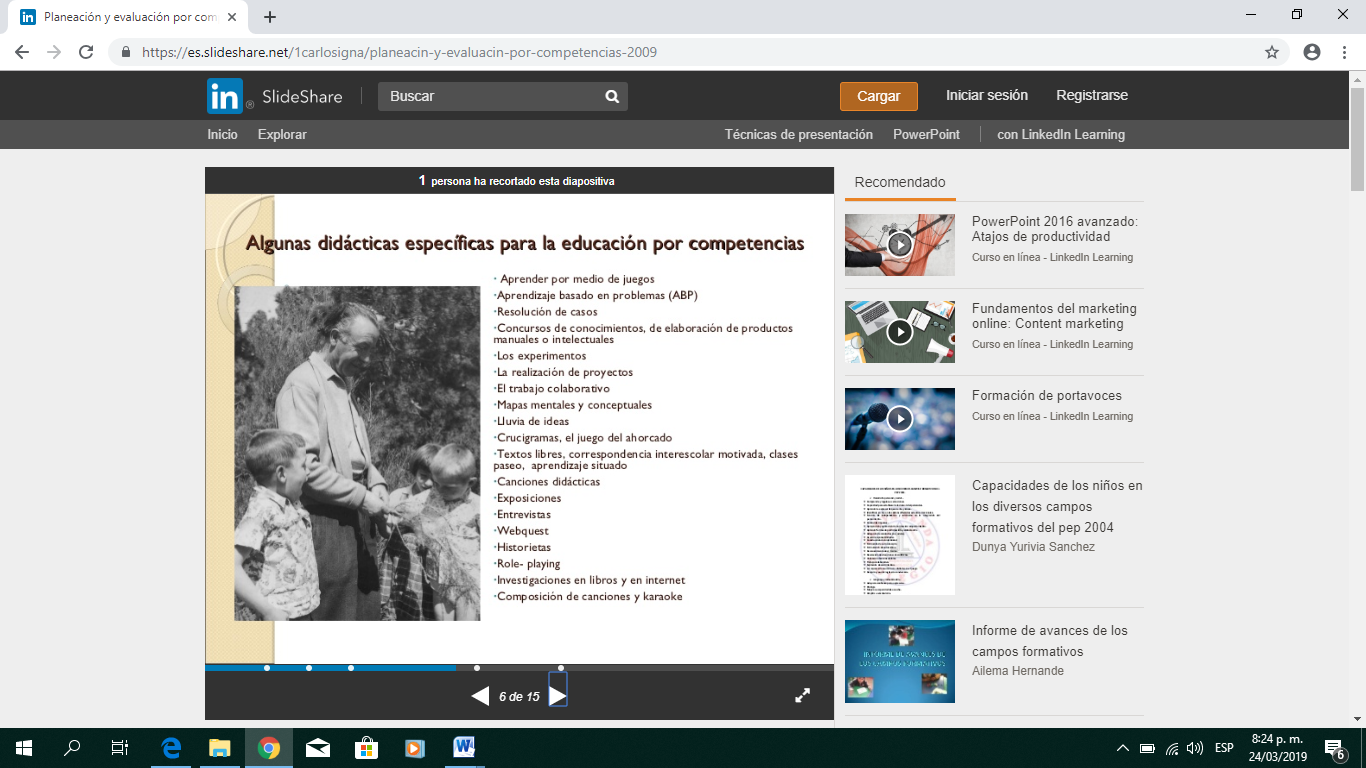 Planeación y evaluación por com
https://es.slideshare.net/1carlosigna/planeacin-y-evaluacin-por-competencias-2009
in SlideShare
Buscar
Cargar
Iniciar sesión
Registrarse
Inicio
Explorar
Técnicas de presentación
PowerPoint
con LinkedIn Learning
1 persona ha recortado esta diapositiva
Algunas didácticas específicas para la educación por competencias
· Aprender por medio de juegos
·Aprendizaje basado en problemas (ABP)
·Resolución de casos
·Concursos de conocimientos, de elaboración de productos
manuales o intelectuales
·Los experimentos
·La realización de proyectos
·El trabajo colaborativo
·Mapas mentales y conceptuales
·Lluvia de ideas
·Crucigramas, el juego del ahorcado
·Textos libres, correspondencia interescolar motivada, clases
paseo, aprendizaje situado
·Canciones didácticas
·Exposiciones
·Entrevistas
·Webquest
·Historietas
·Role- playing
·Investigaciones en libros y en internet
·Composición de canciones y karaoke
6 de 15
Recomendado
PowerPoint 2016 avanzado:
Atajos de productividad
Curso en línea - LinkedIn Learning
Fundamentos del marketing
online: Content marketing
Curso en línea - LinkedIn Learning
Formación de portavoces
Curso en línea - LinkedIn Learning
Capacidades de los niños en
los diversos campos
formativos del pep 2004
Dunya Yurivia Sanchez
INFORME DE AVANCES DE
LOS CAMPOS FORMATIVOS
Informe de avances de los
campos formativos
Ailema Hernande
ESP
8:24 p. m.
24/03/2019
6